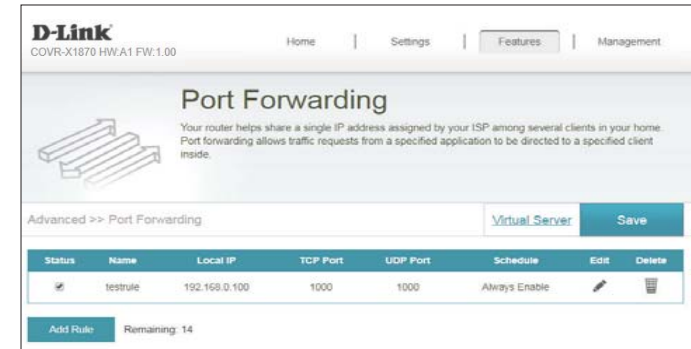 D-Link
COVR-X1870 HW:A1 FW:1.00
Home | Settings | Features | Management
Port Forwarding
Your router helps share a single IP address assigned by your ISP among several clients in your home.
Port forwarding allows traffic requests from a specified application to be directed to a specified client
inside.
Advanced >> Port Forwarding
Virtual Server
Save
Status Name Local IP TCP Port UDP Port Schedule Edit Delete
testrule 192.168.0.100 1000 1000 Always Enable
Add Rule Remaining: 14